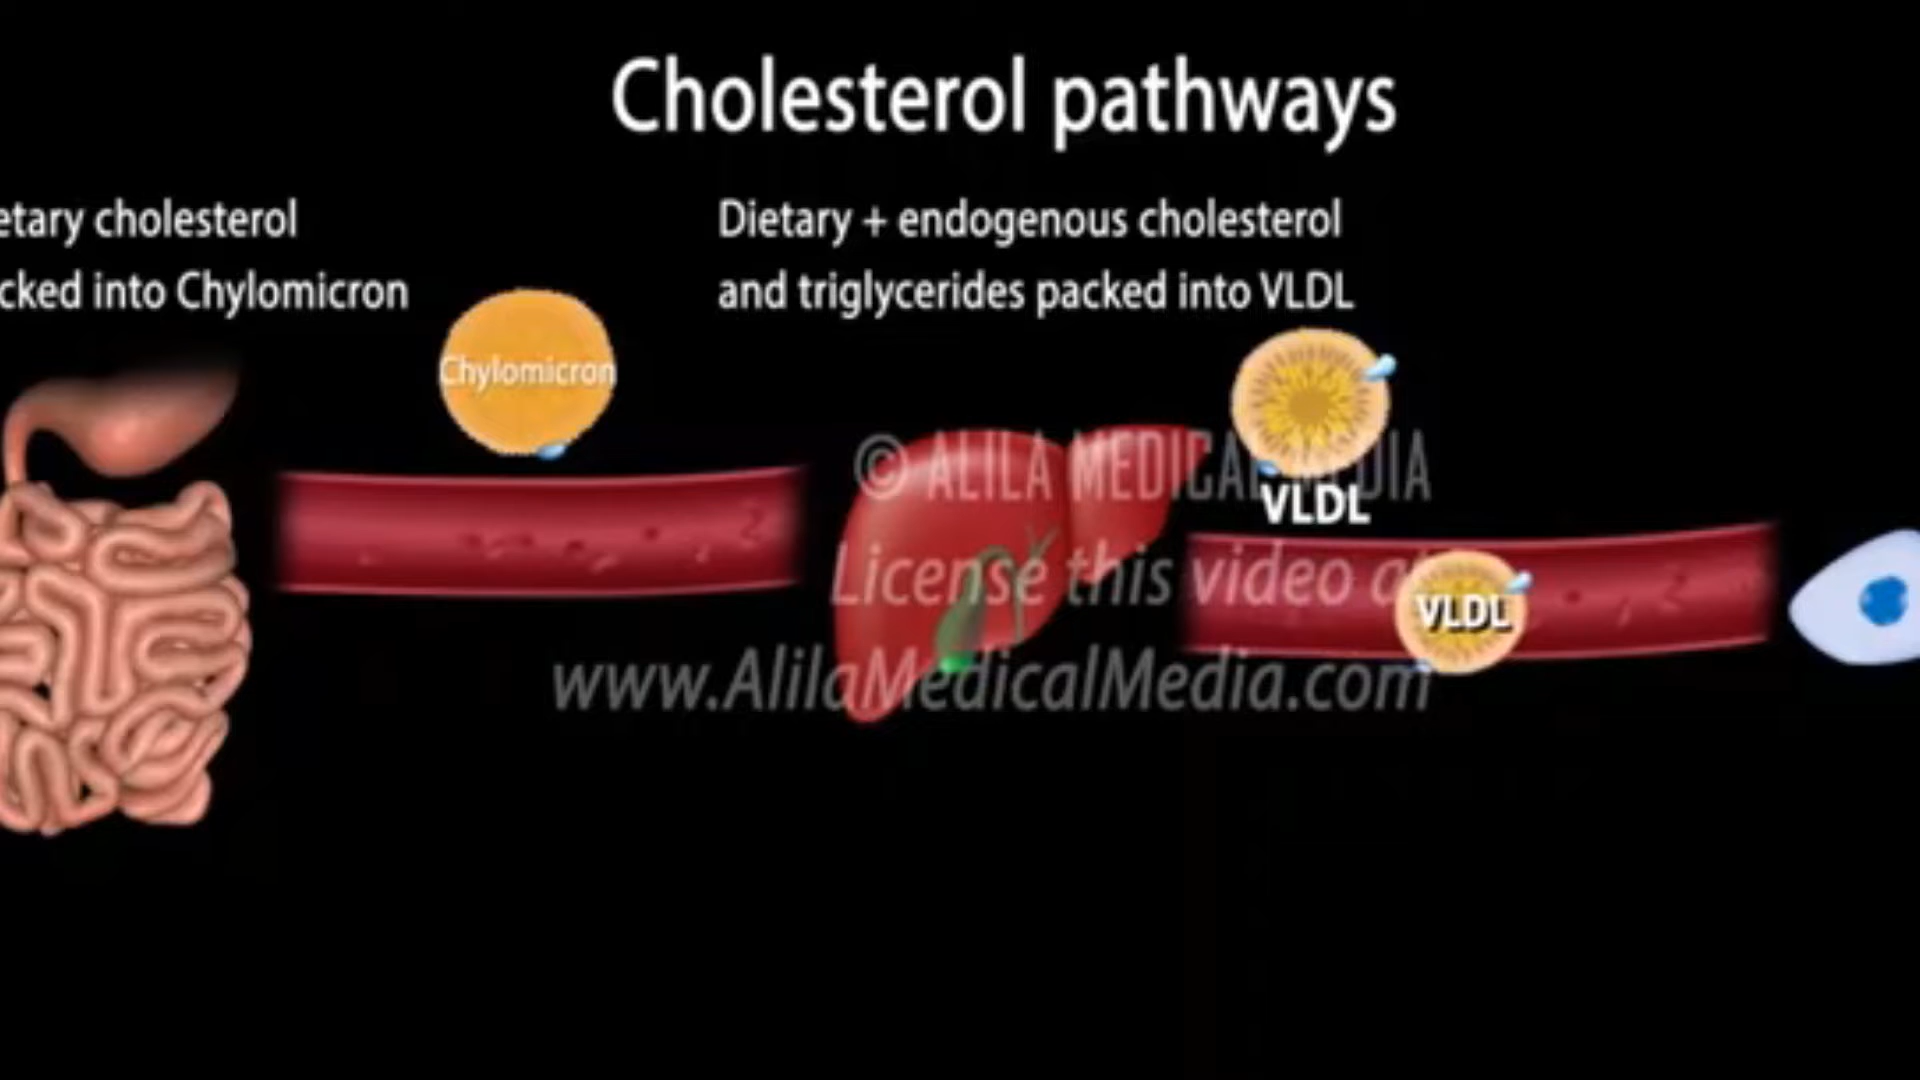 Cholesterol pathways
etary cholesterol
cked into Chylomicron
Dietary + endogenous cholesterol
and triglycerides packed into VLDL
Chylomicron
VLDL
VLDL
© ALILA MEDICAL MEDIA
License this video a
www.AlilaMedicalMedia.com